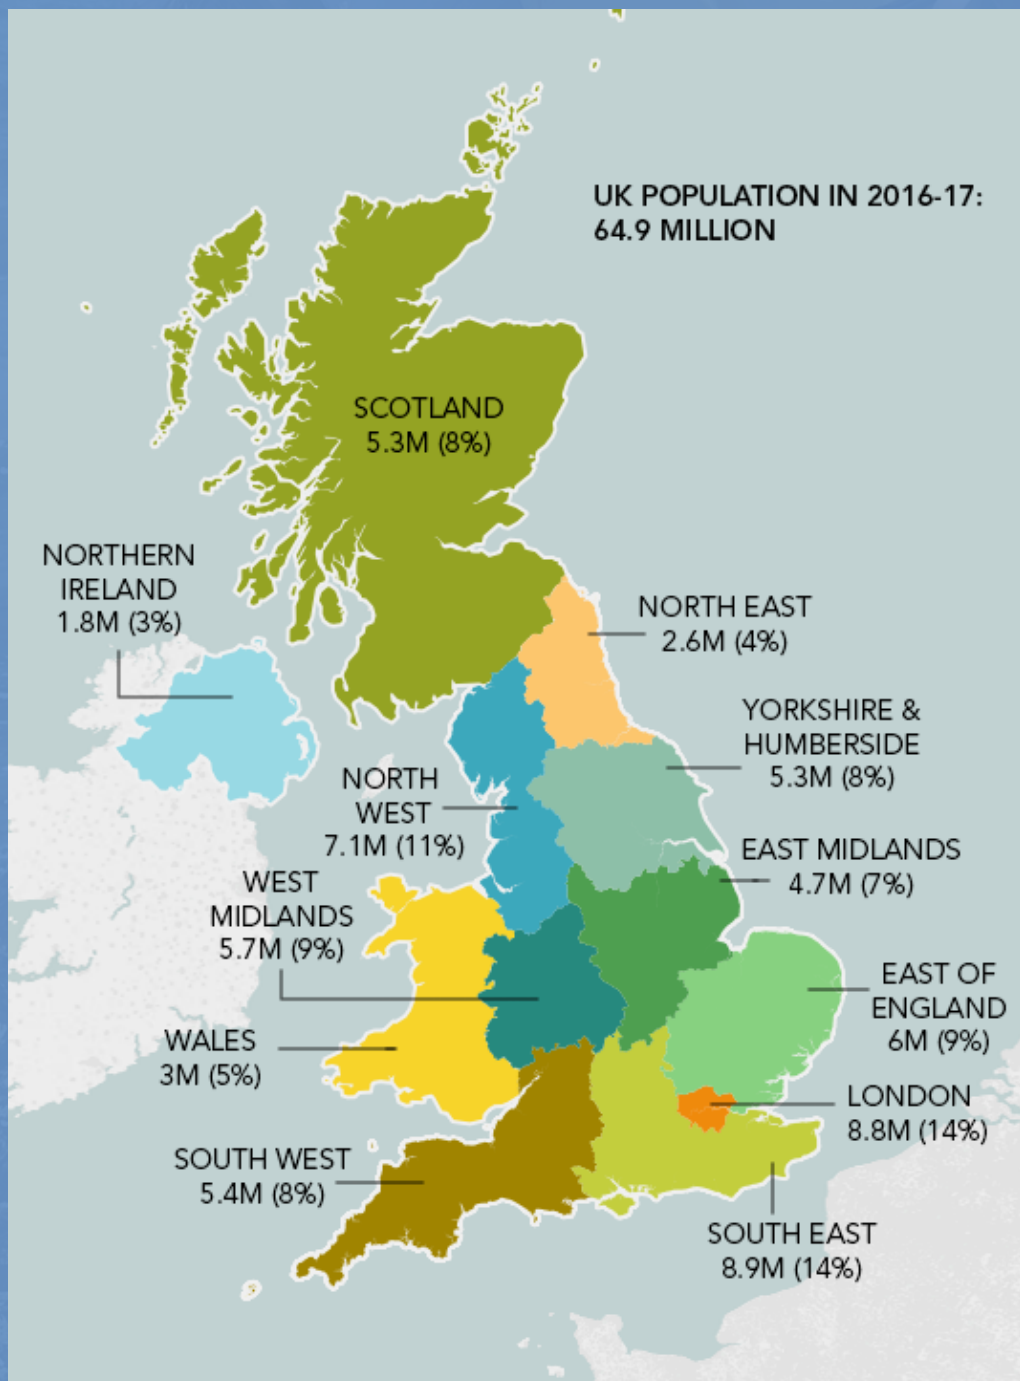 UK POPULATION IN 2016-17:
64.9 MILLION
SCOTLAND
5.3M (8%)
NORTHERN
IRELAND
1.8M (3%)
NORTH EAST
2.6M (4%)
YORKSHIRE &
HUMBERSIDE
5.3M (8%)
NORTH
WEST
7.1M (11%)
EAST MIDLANDS
4.7M (7%)
WEST
MIDLANDS
5.7M (9%)
EAST OF
ENGLAND
6M (9%)
WALES
3M (5%)
LONDON
8.8M (14%)
SOUTH WEST
5.4M (8%)
SOUTH EAST
8.9M (14%)